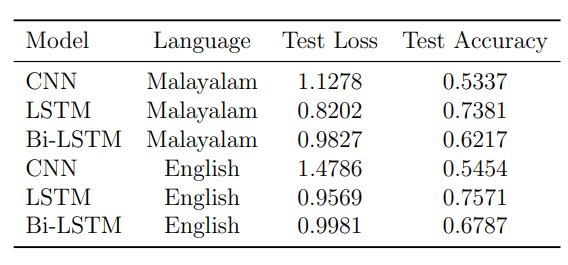 Model Language Test Loss Test Accuracy
CNN Malayalam 1.1278 0.5337
LSTM Malayalam 0.8202 0.7381
Bi-LSTM Malayalam 0.9827 0.6217
CNN English 1.4786 0.5454
LSTM English 0.9569 0.7571
Bi-LSTM English 0.9981 0.6787